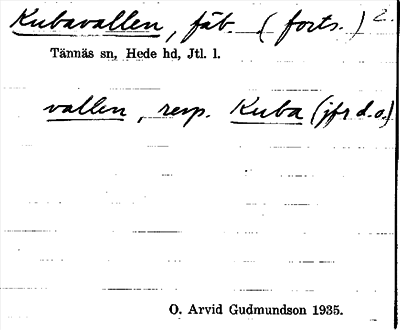 Kubavallen, fäb. (forts.) 2.
Tännäs sn, Hede hd, Jtl. l.
vallen, resp. Kuba (jfr d.o.)
O. Arvid Gudmundson 1935.